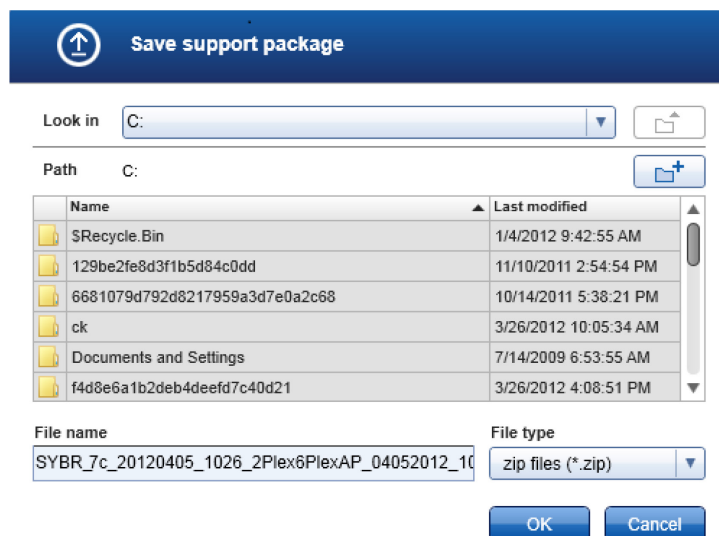 Save support package
Look in C:
Path C:
Name Last modified
$Recycle.Bin 1/4/2012 9:42:55 AM
129be2fe8d3f1b5d84c0dd 11/10/2011 2:54:54 PM
6681079d792d8217959a3d7e0a2c68 10/14/2011 5:38:21 PM
ck 3/26/2012 10:05:34 AM
Documents and Settings 7/14/2009 6:53:55 AM
f4d8e6a1b2deb4deefd7c40d21 3/26/2012 4:08:51 PM
File name File type
SYBR_7c_20120405_1026_2Plex6PlexAP_04052012_10 zip files (*.zip)
OK Cancel